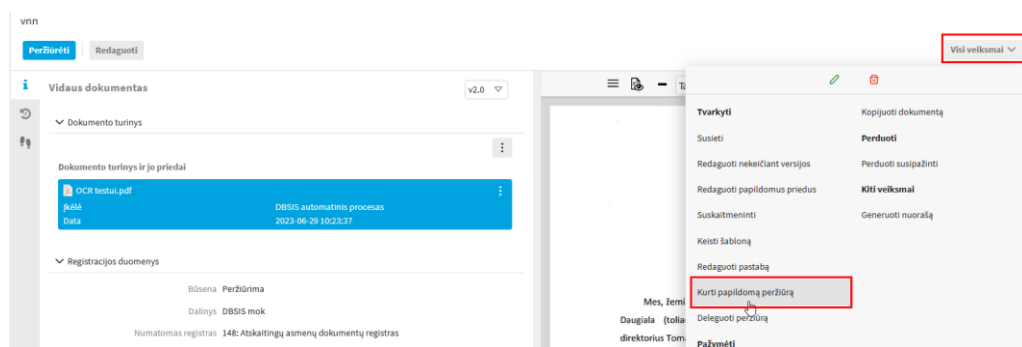 vnn
Peržiūrėti Redaguoti Visi veiksmai
Vidaus dokumentas v2.0
Dokumento turinys
Dokumento turinys ir jo priedai
OCR testui.pdf
Įkėlė DBSIS automatinis procesas
Data 2023-06-29 10:23:37
Registracijos duomenys
Būsena Peržiūrima
Dalinys DBSIS mok
Numatomas registras 148: Atskaitingų asmenų dokumentų registras
Mes, žemi
Daugiala (toliau
direktorius Tom
Tvarkyti Kopijuoti dokumentą
Susieti Perduoti
Redaguoti nekeičiant versijos Perduoti susipažinti
Redaguoti papildomus priedus Kiti veiksmai
Suskaitmeninti Generuoti nuorašą
Keisti šabloną
Redaguoti pastabą
Kurti papildomą peržiūrą
Deleguoti peržiūrą
Pažymėti